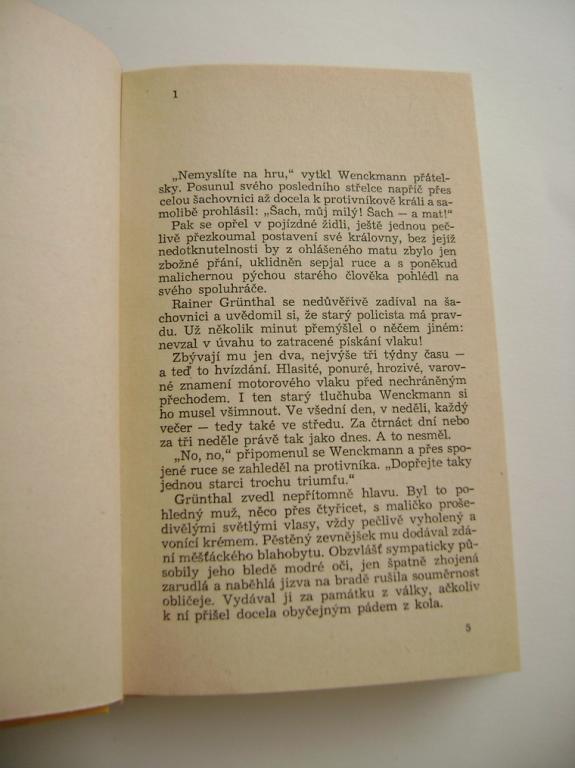 1
„Nemyslíte na hru,“ vytkl Wenckmann přátel-
sky. Posunul svého posledního střelce napříč přes
celou šachovnici až docela k protivníkově králi a sa-
molibě prohlásil: „Šach, můj milý! Šach — a mat!“
Pak se opřel v pojízdné židli, ještě jednou peč-
livě přezkoumal postavení své královny, bez jejíž
nedotknutelnosti by z ohlášeného matu zbylo jen
zbožné přání, uklidněn sepjal ruce a s poněkud
malichernou pýchou starého člověka pohlédl na
svého spoluhráče.
Rainer Grünthal se nedůvěřivě zadíval na ša-
chovnici a uvědomil si, že starý policista má prav-
du. Už několik minut přemýšlel o něčem jiném:
nevzal v úvahu to zatracené pískání vlaku!
Zbývají mu jen dva, nejvýše tři týdny času —
a teď to hvízdání. Hlasité, ponuré, hrozivé, varov-
né znamení motorového vlaku před nechráněným
přechodem. I ten starý tlučhuba Wenckmann si
ho musel všimnout. Ve všední den, v neděli, každý
večer — tedy také ve středu. Za čtrnáct dní nebo
za tři neděle právě tak jako dnes. A to nesměl.
„No, no,“ připomenul se Wenckmann a přes spo-
jené ruce se zahleděl na protivníka. „Dopřejte taky
jednou starci trochu triumfu.“
Grünthal zvedl nepřítomně hlavu. Byl to po-
hledný muž, něco přes čtyřicet, s maličko proše-
divělými světlými vlasy, vždy pečlivě vyholený a
vonící krémem. Pěstěný zevnějšek mu dodával zdá-
ní měšťáckého blahobytu. Obzvlášť sympaticky pů-
sobily jeho bledě modré oči, jen špatně zhojená
zarudlá a naběhlá jizva na bradě rušila souměrnost
obličeje. Vydával ji za památku z války, ačkoliv
k ní přišel docela obyčejným pádem z kola.
5